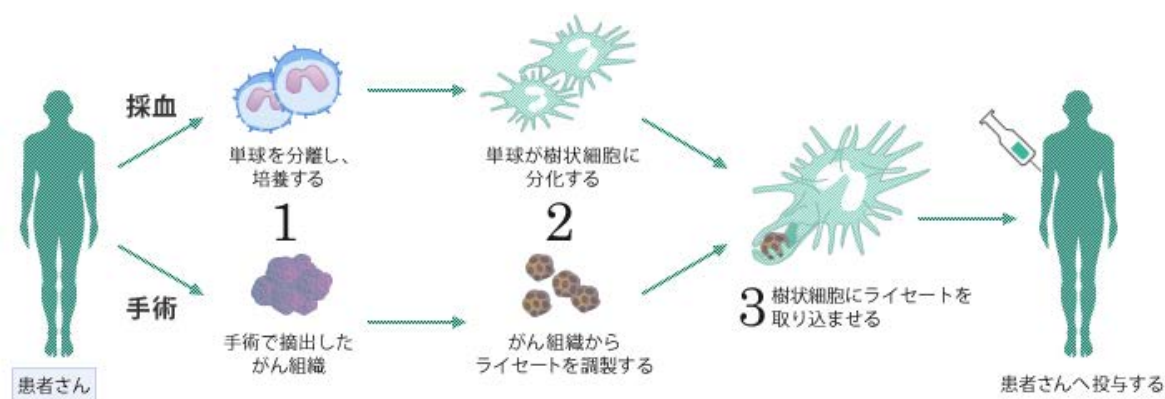 採血
単球を分離し、
培養する
1
単球が樹状細胞に
分化する
2
手術
手術で摘出した
がん組織
がん組織から
ライセートを調製する
3 樹状細胞にライセートを
取り込ませる
患者さん
患者さんへ投与する